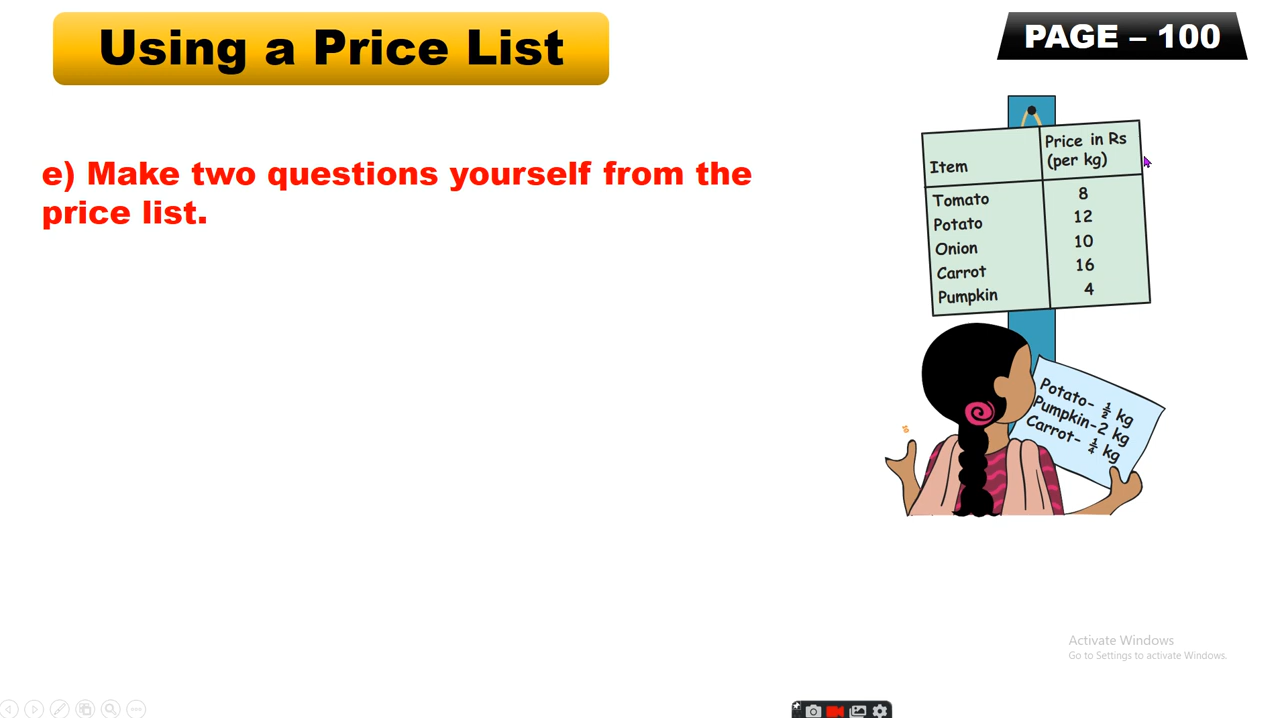 Using a Price List
PAGE – 100
e) Make two questions yourself from the
price list.
Item Price in Rs
(per kg)
Tomato 8
Potato 12
Onion 10
Carrot 16
Pumpkin 4
Potato- ½ kg
Pumpkin-2 kg
Carrot- ¼ kg
Activate Windows
Go to Settings to activate Windows.